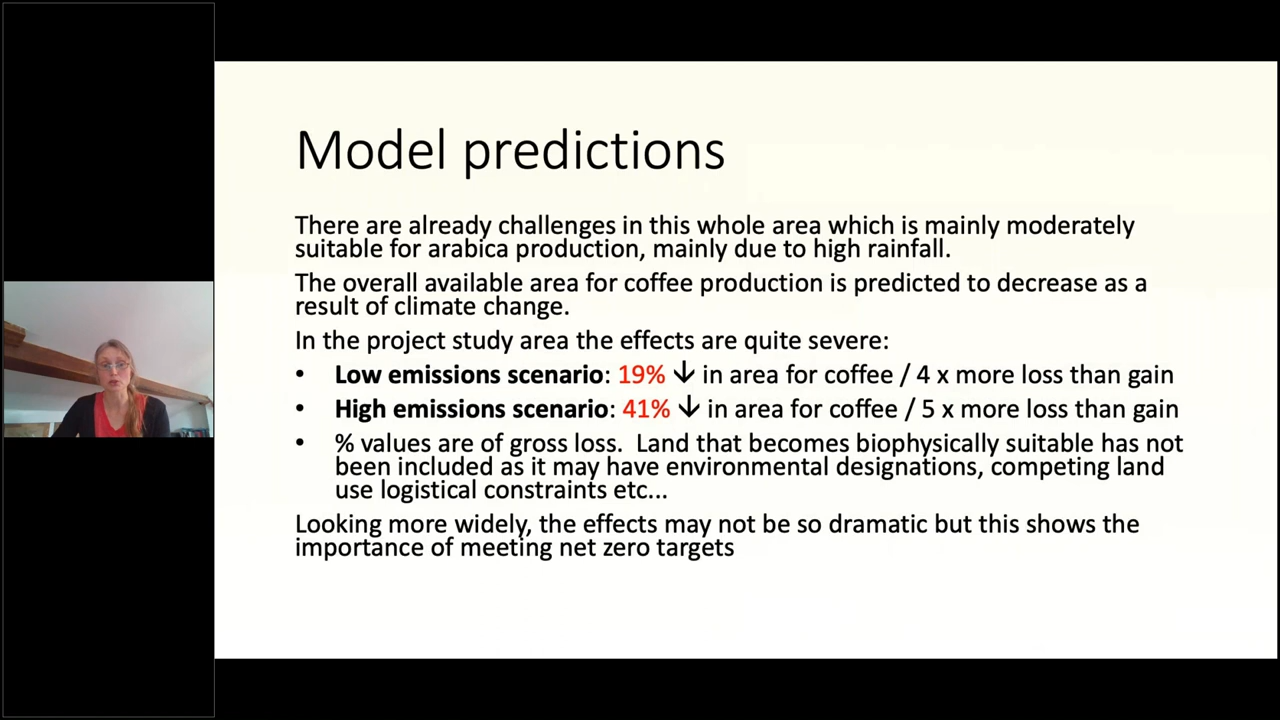 Model predictions
There are already challenges in this whole area which is mainly moderately
suitable for arabica production, mainly due to high rainfall.
The overall available area for coffee production is predicted to decrease as a
result of climate change.
In the project study area the effects are quite severe:
• Low emissions scenario: 19% ↓ in area for coffee / 4 x more loss than gain
• High emissions scenario: 41% ↓ in area for coffee / 5 x more loss than gain
• % values are of gross loss. Land that becomes biophysically suitable has not
been included as it may have environmental designations, competing land
use logistical constraints etc...
Looking more widely, the effects may not be so dramatic but this shows the
importance of meeting net zero targets